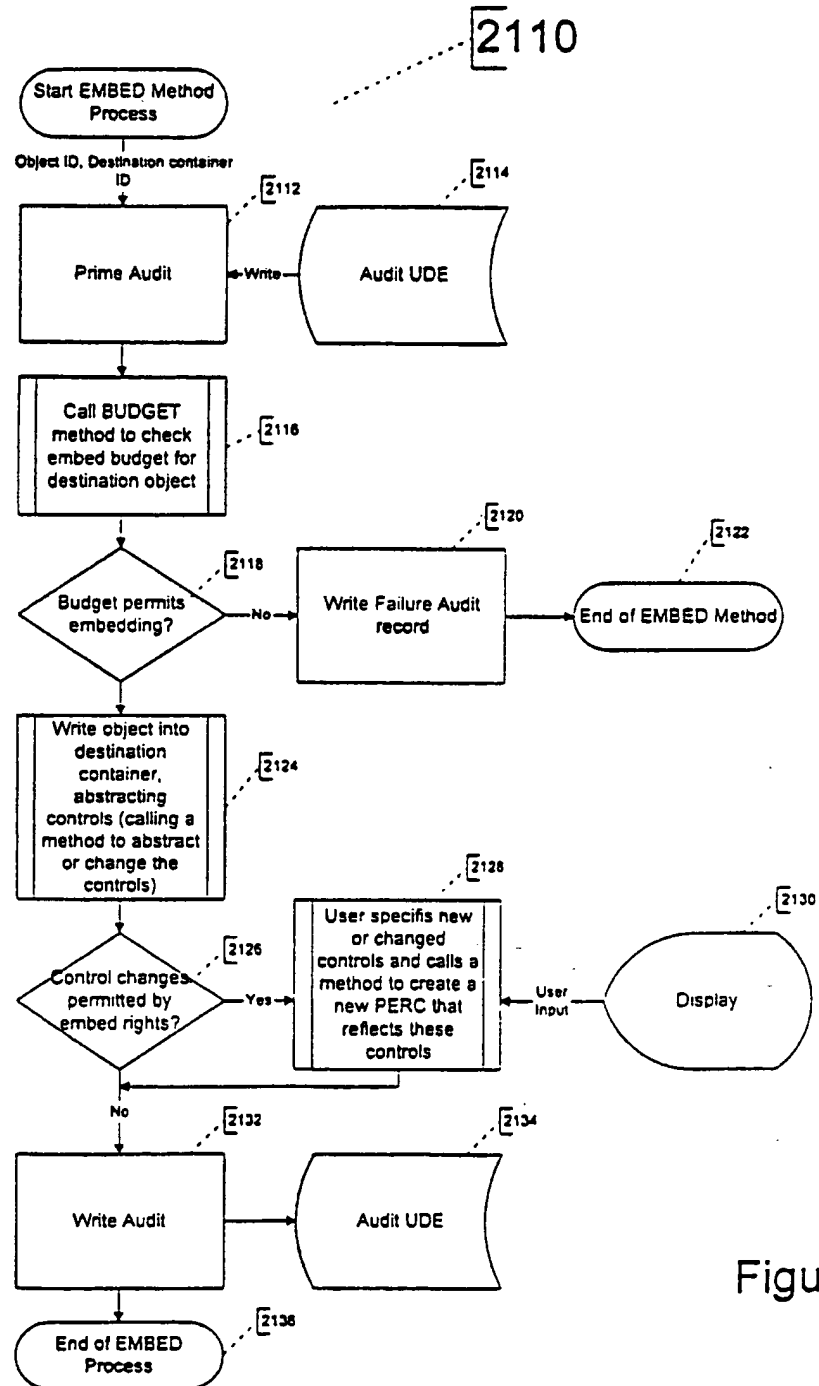 2110
Start EMBED Method
Process
Object ID, Destination container
ID
2112
2114
Prime Audit
Write
Audit UDE
Call BUDGET
method to check
embed budget for
destination object
2116
2118
2120
2122
Budget permits
embedding?
No
Write Failure Audit
record
End of EMBED Method
Write object into
destination
container,
abstracting
controls (calling a
method to abstract
or change the
controls)
2124
2126
2128
2130
Control changes
permitted by
embed rights?
Yes
User specifis new
or changed
controls and calls a
method to create a
new PERC that
reflects these
controls
User
Input
Display
No
2132
2134
Write Audit
Audit UDE
Figu
2136
End of EMBED
Process